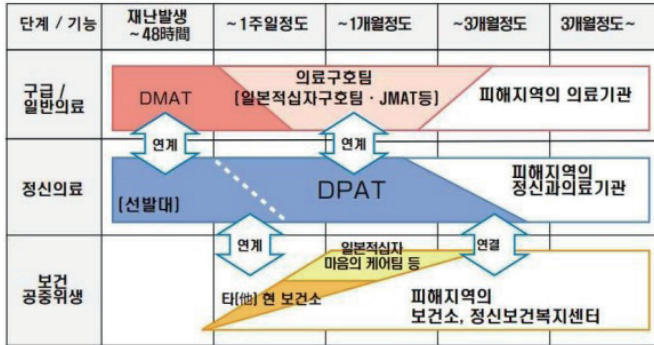 단계 / 기능
재난발생
~48時間
~1주일정도
~1개월정도
~3개월정도
3개월정도~
구급 /
일반의료
DMAT
의료구호팀
[일본적십자구호팀 · JMAT등]
피해지역의 의료기관
연계
연계
정신의료
[선발대]
DPAT
피해지역의
정신과의료기관
연계
연결
보건
공중위생
타[他] 현 보건소
일본적십자
마음의 케어팀 등
피해지역의
보건소, 정신보건복지센터